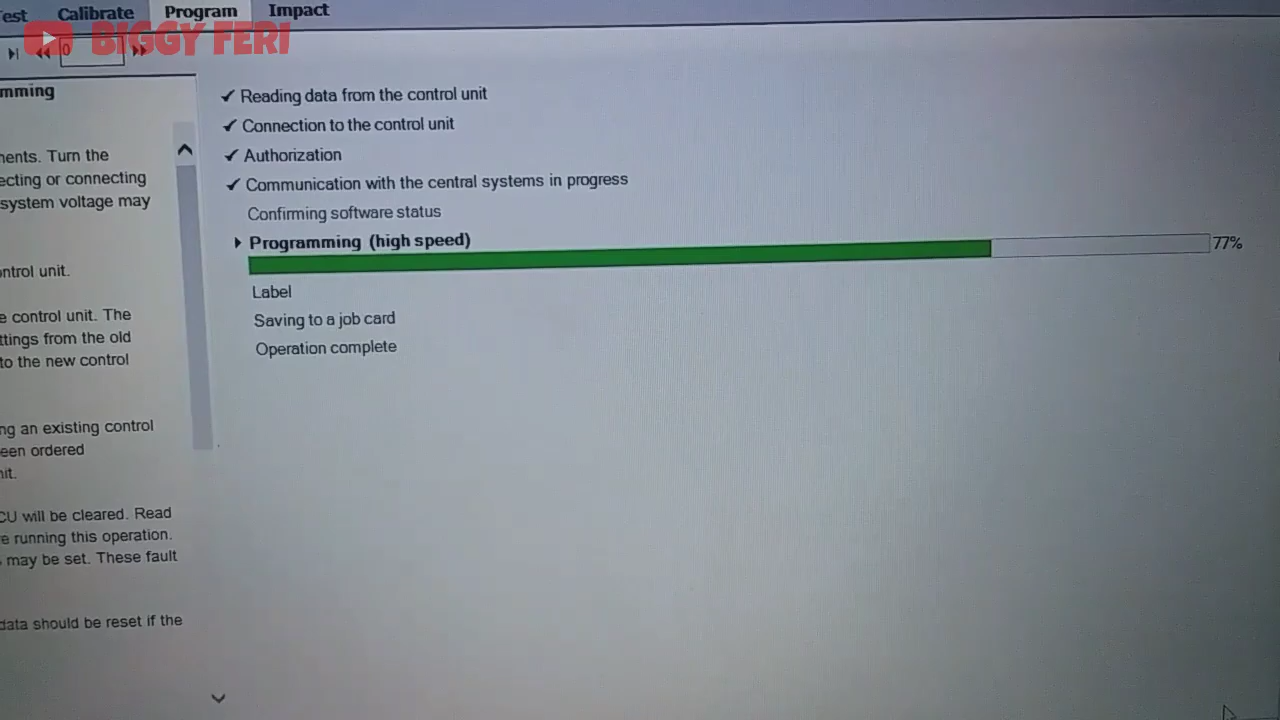 est Calibrate Program Impact
0
BIGGY FERI
mming
Reading data from the control unit
Connection to the control unit
Authorization
Communication with the central systems in progress
Confirming software status
Programming (high speed)
77%
Label
Saving to a job card
Operation complete
ents. Turn the
ecting or connecting
system voltage may
ntrol unit.
e control unit. The
ttings from the old
to the new control
ng an existing control
een ordered
nit.
CU will be cleared. Read
e running this operation.
may be set. These fault
data should be reset if the